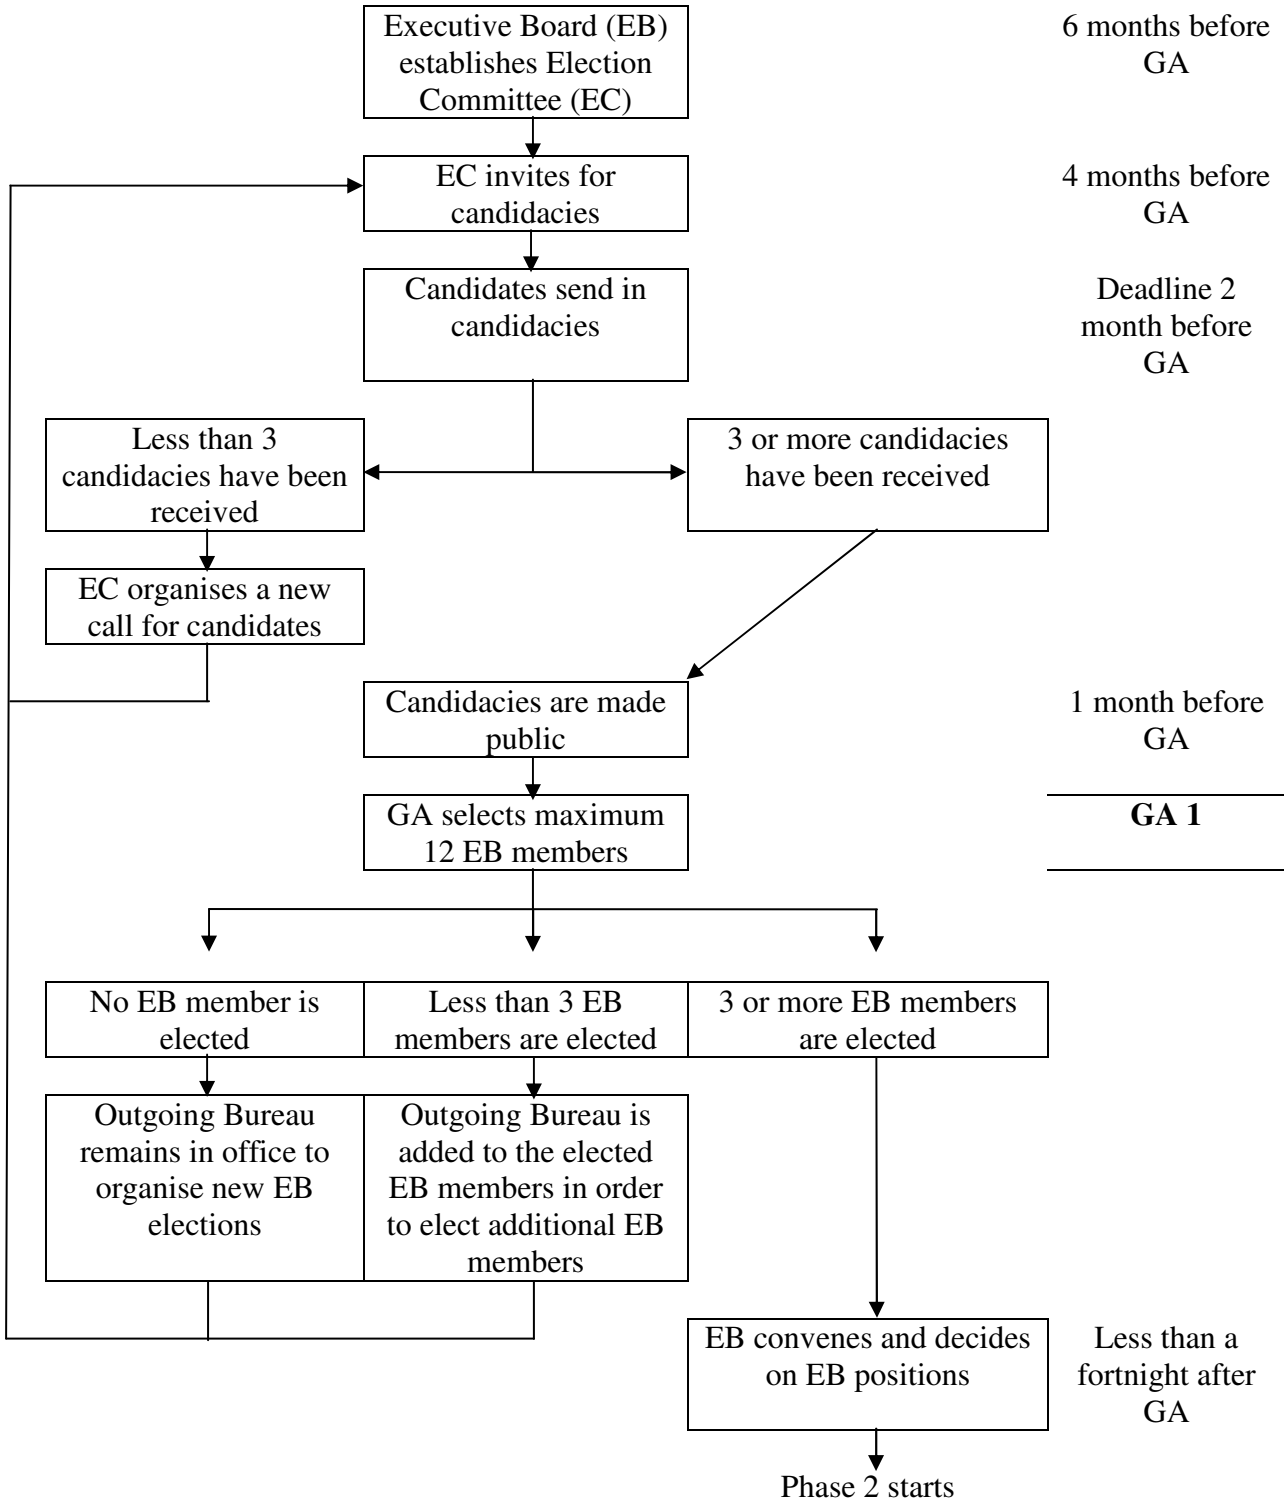 Executive Board (EB)
establishes Election
Committee (EC)
6 months before
GA
EC invites for
candidacies
4 months before
GA
Candidates send in
candidacies
Deadline 2
month before
GA
Less than 3
candidacies have been
received
3 or more candidacies
have been received
EC organises a new
call for candidates
Candidacies are made
public
1 month before
GA
GA selects maximum
12 EB members
GA 1
No EB member is
elected
Less than 3 EB
members are elected
3 or more EB members
are elected
Outgoing Bureau
remains in office to
organise new EB
elections
Outgoing Bureau is
added to the elected
EB members in order
to elect additional EB
members
EB convenes and decides
on EB positions
Less than a
fortnight after
GA
Phase 2 starts